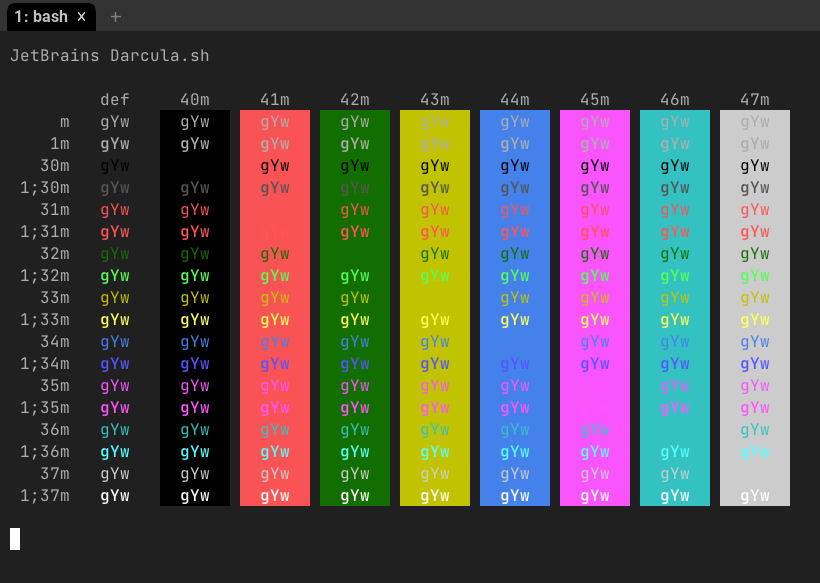 1: bash × +
JetBrains Darcula.sh
def 40m 41m 42m 43m 44m 45m 46m 47m
m gYw gYw gYw gYw gYw gYw gYw gYw gYw
1m gYw gYw gYw gYw gYw gYw gYw gYw gYw
30m gYw gYw gYw gYw gYw gYw gYw gYw
1;30m gYw gYw gYw gYw gYw gYw gYw gYw gYw
31m gYw gYw gYw gYw gYw gYw gYw gYw
1;31m gYw gYw gYw gYw gYw gYw gYw gYw
32m gYw gYw gYw gYw gYw gYw gYw gYw
1;32m gYw gYw gYw gYw gYw gYw gYw gYw gYw
33m gYw gYw gYw gYw gYw gYw gYw gYw
1;33m gYw gYw gYw gYw gYw gYw gYw gYw gYw
34m gYw gYw gYw gYw gYw gYw gYw gYw
1;34m gYw gYw gYw gYw gYw gYw gYw gYw gYw
35m gYw gYw gYw gYw gYw gYw gYw gYw
1;35m gYw gYw gYw gYw gYw gYw gYw gYw
36m gYw gYw gYw gYw gYw gYw gYw gYw
1;36m gYw gYw gYw gYw gYw gYw gYw gYw gYw
37m gYw gYw gYw gYw gYw gYw gYw gYw
1;37m gYw gYw gYw gYw gYw gYw gYw gYw gYw